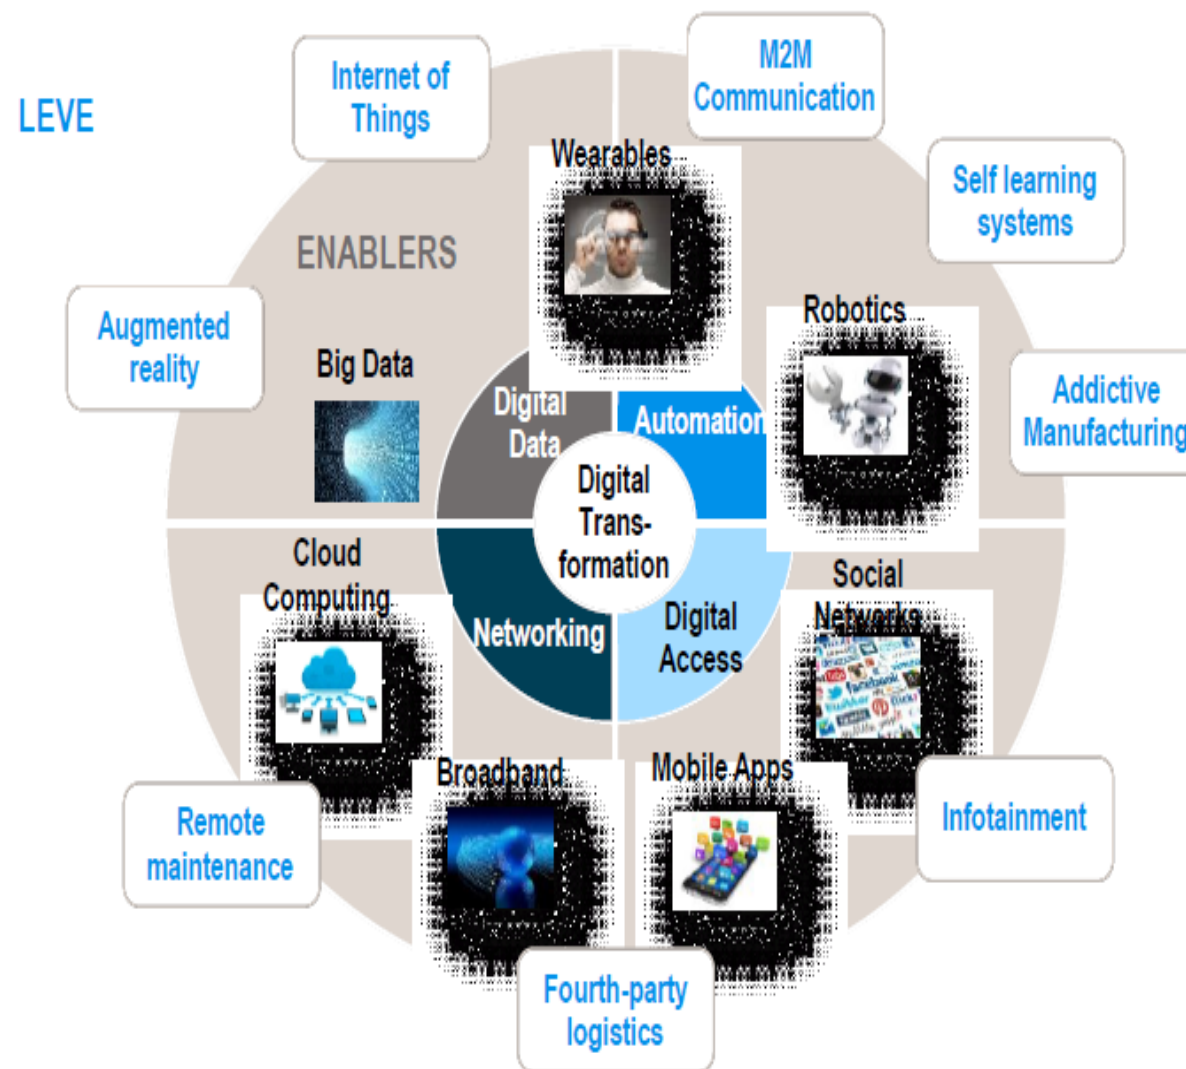 LEVE
Internet of
Things
M2M
Communication
Wearables
Self learning
systems
ENABLERS
Augmented
reality
Big Data
Robotics
Addictive
Manufacturing
Digital
Data
Automation
Digital
Trans-
formation
Cloud
Computing
Networking
Digital
Access
Social
Networks
facebook
flickr
Broadband
Mobile Apps
Remote
maintenance
Infotainment
Fourth-party
logistics